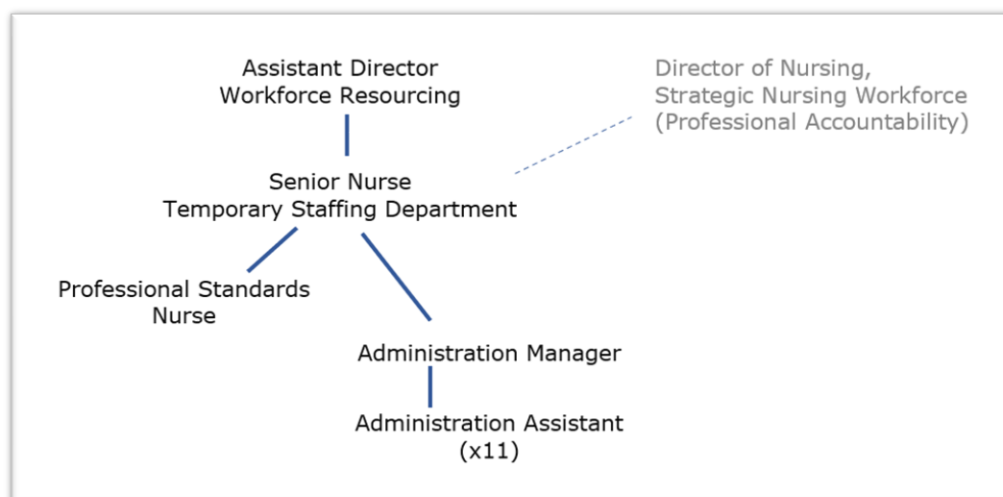 Assistant Director
Workforce Resourcing
Director of Nursing,
Strategic Nursing Workforce
(Professional Accountability)
Senior Nurse
Temporary Staffing Department
Professional Standards
Nurse
Administration Manager
Administration Assistant
(x11)